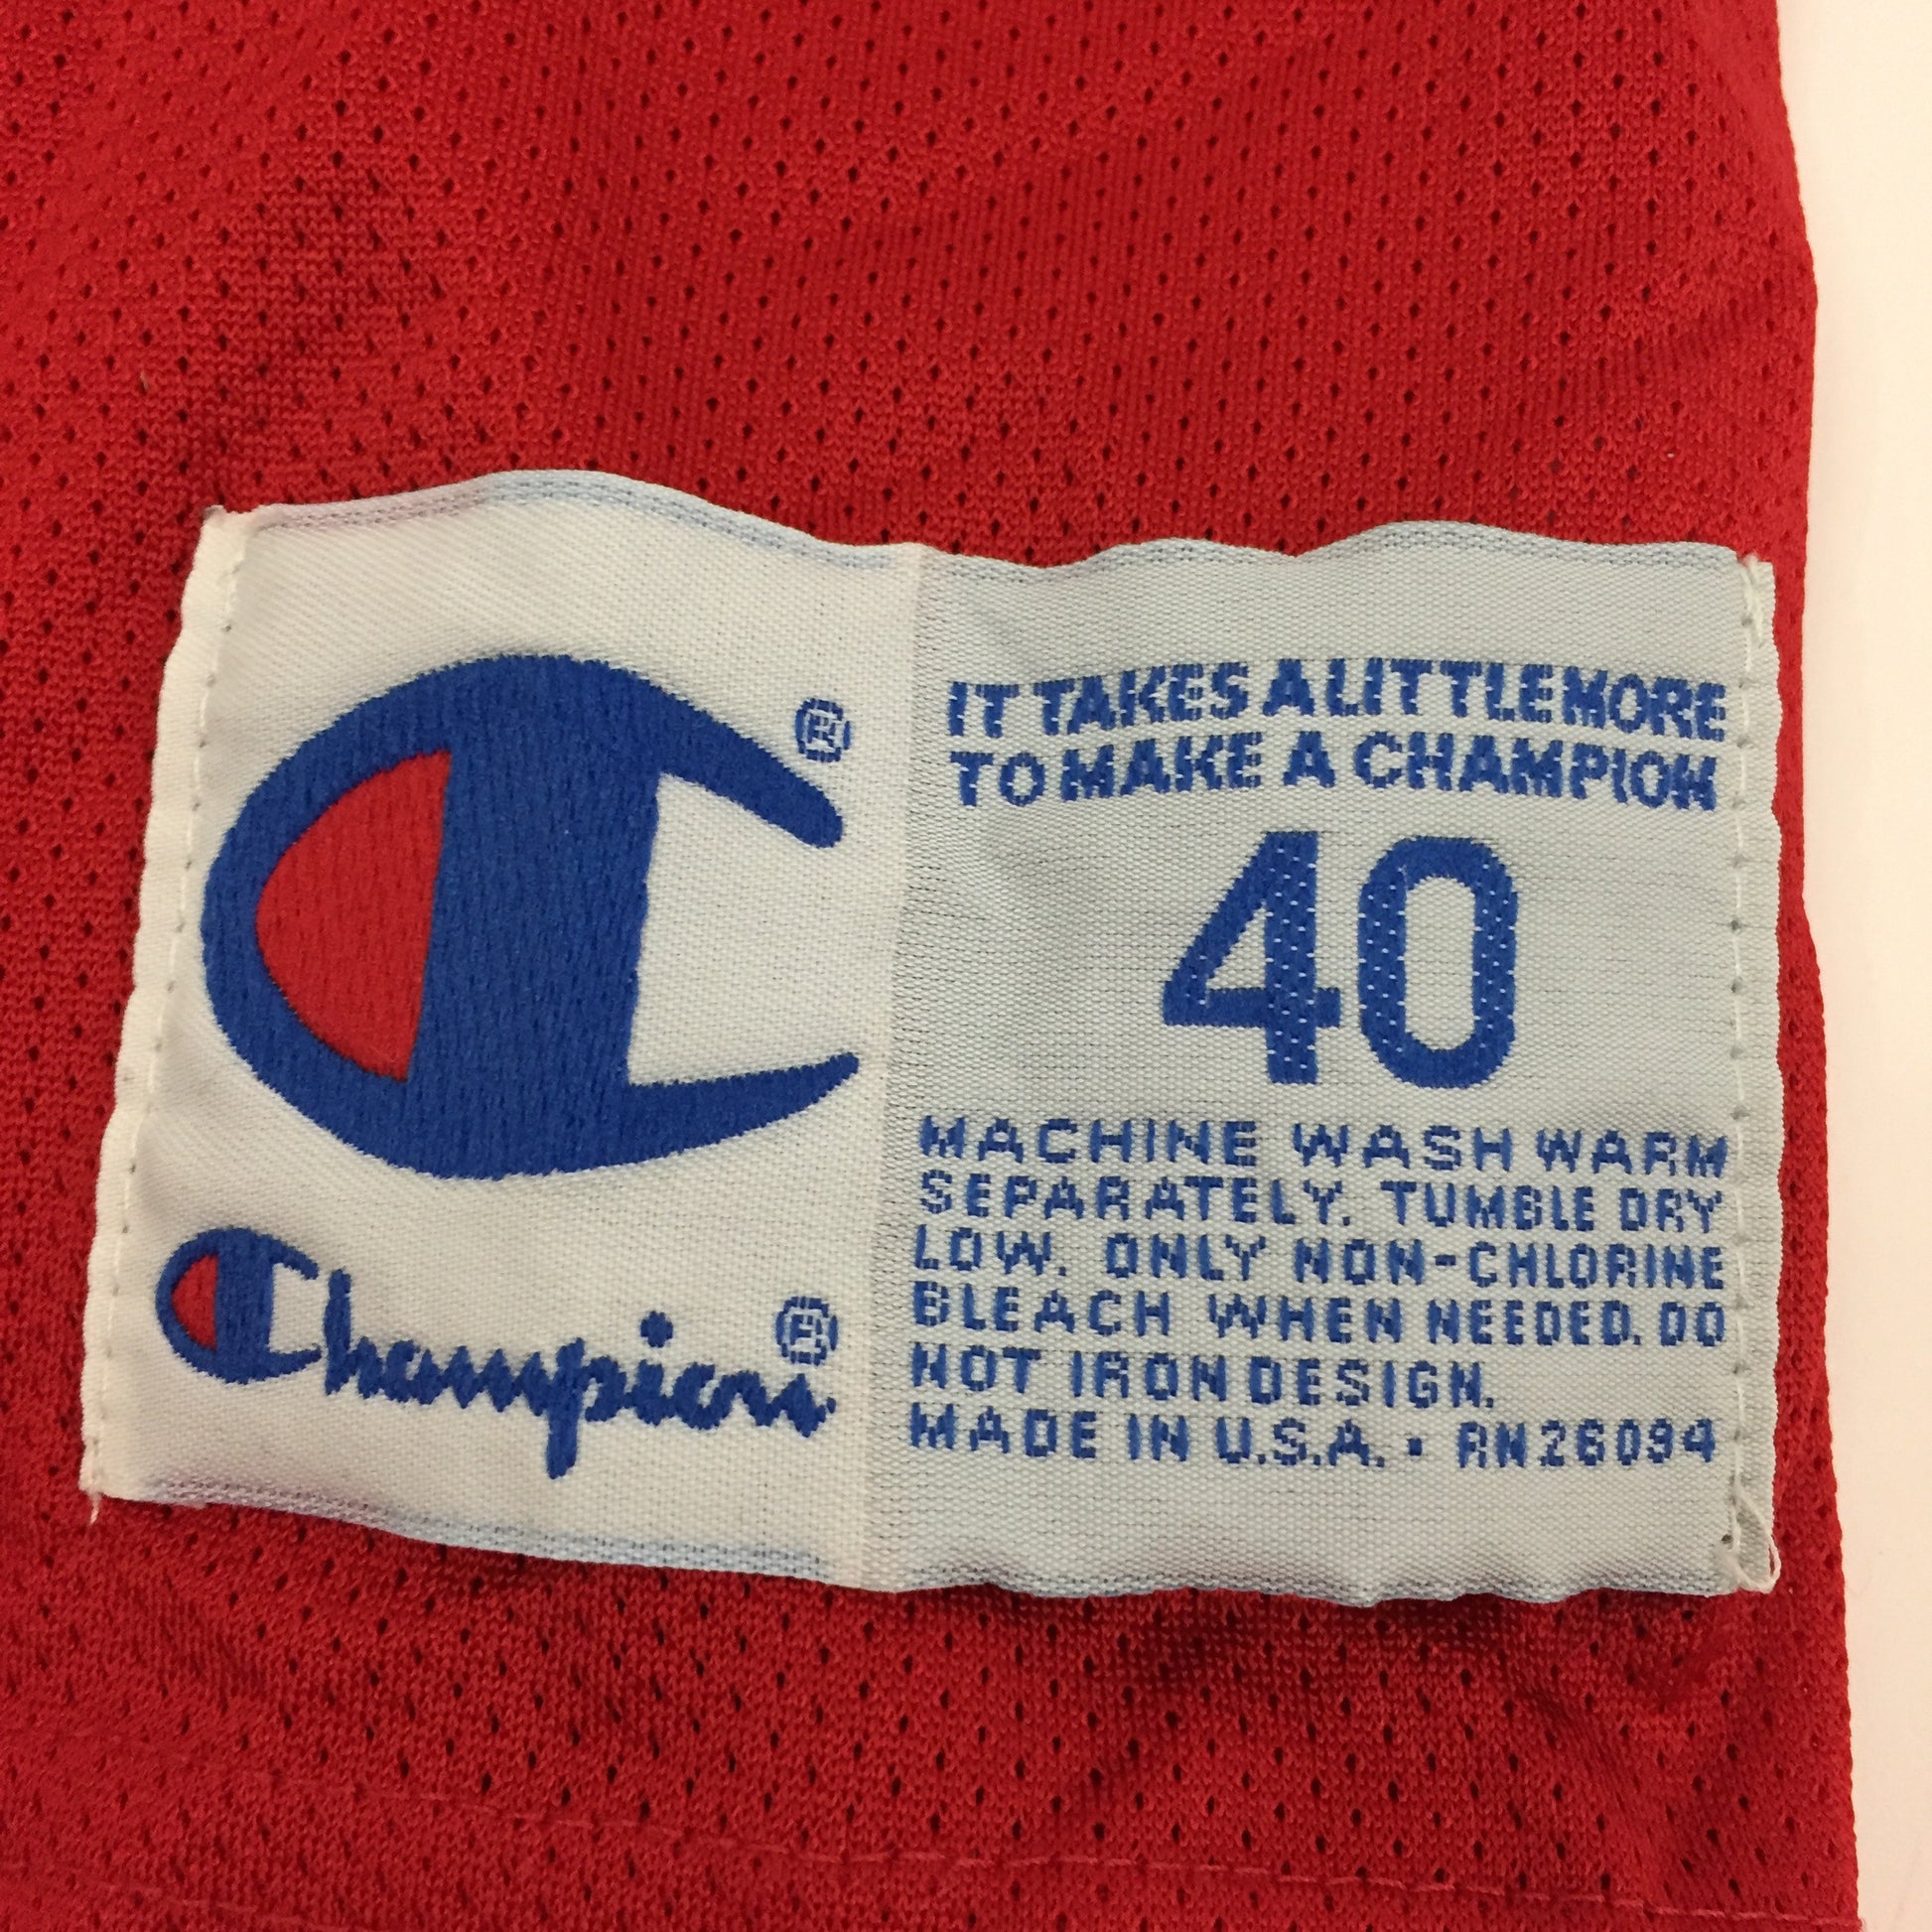 ®
Champion®
IT TAKES A LITTLE MORE
TO MAKE A CHAMPION
40
MACHINE WASH WARM
SEPARATELY. TUMBLE DRY
LOW. ONLY NON-CHLORINE
BLEACH WHEN NEEDED. DO
NOT IRON DESIGN.
MADE IN U.S.A. • RN26094